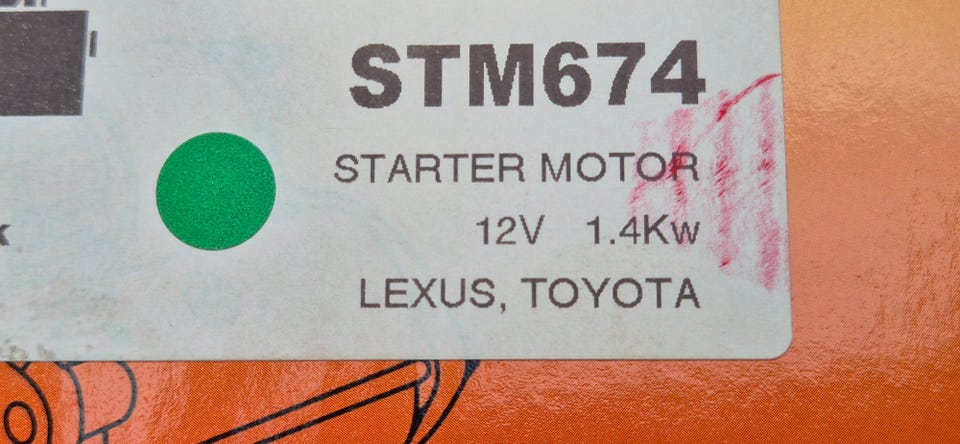 STM674
STARTER MOTOR
12V 1.4Kw
LEXUS, TOYOTA